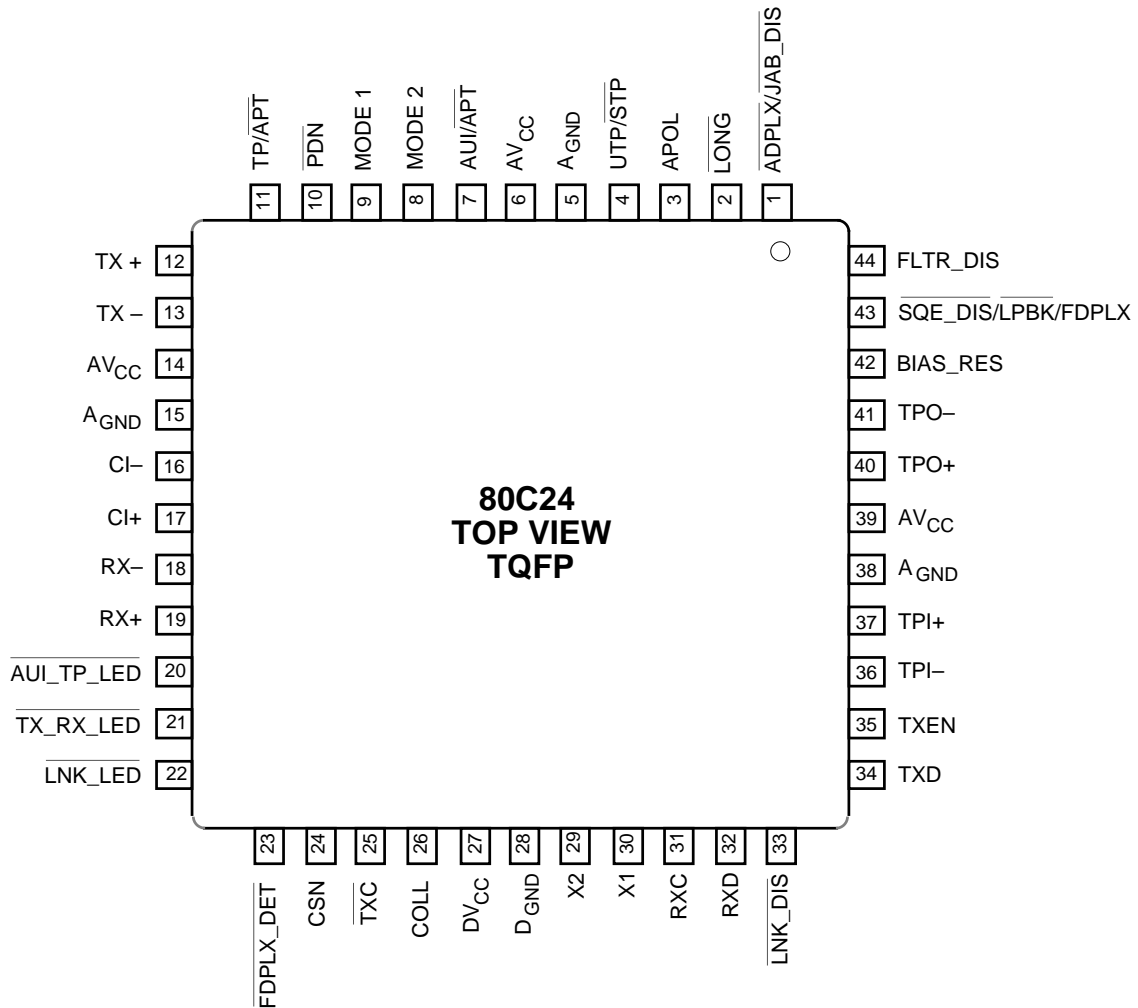 TP/APT
PDN
MODE 1
MODE 2
AUI/APT
AVCC
AGND
UTP/STP
APOL
LONG
ADPLX/JAB_DIS
11
10
9
8
7
6
5
4
3
2
1
TX + 12
TX – 13
AVCC 14
AGND 15
CI– 16
CI+ 17
RX– 18
RX+ 19
AUI_TP_LED 20
TX_RX_LED 21
LNK_LED 22
80C24
TOP VIEW
TQFP
44 FLTR_DIS
43 SQE_DIS/LPBK/FDPLX
42 BIAS_RES
41 TPO–
40 TPO+
39 AVCC
38 AGND
37 TPI+
36 TPI–
35 TXEN
34 TXD
23
24
25
26
27
28
29
30
31
32
33
FDPLX_DET
CSN
TXC
COLL
DVCC
DGND
X2
X1
RXC
RXD
LNK_DIS